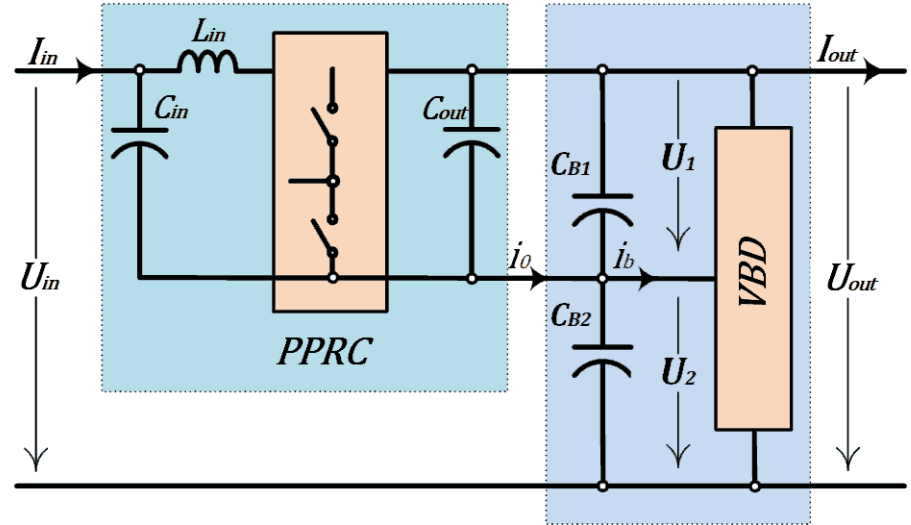 Iin
Lin
Iout
Cin
Cout
CB1
U1
i0
ib
Uin
VBD
Uout
CB2
PPRC
U2